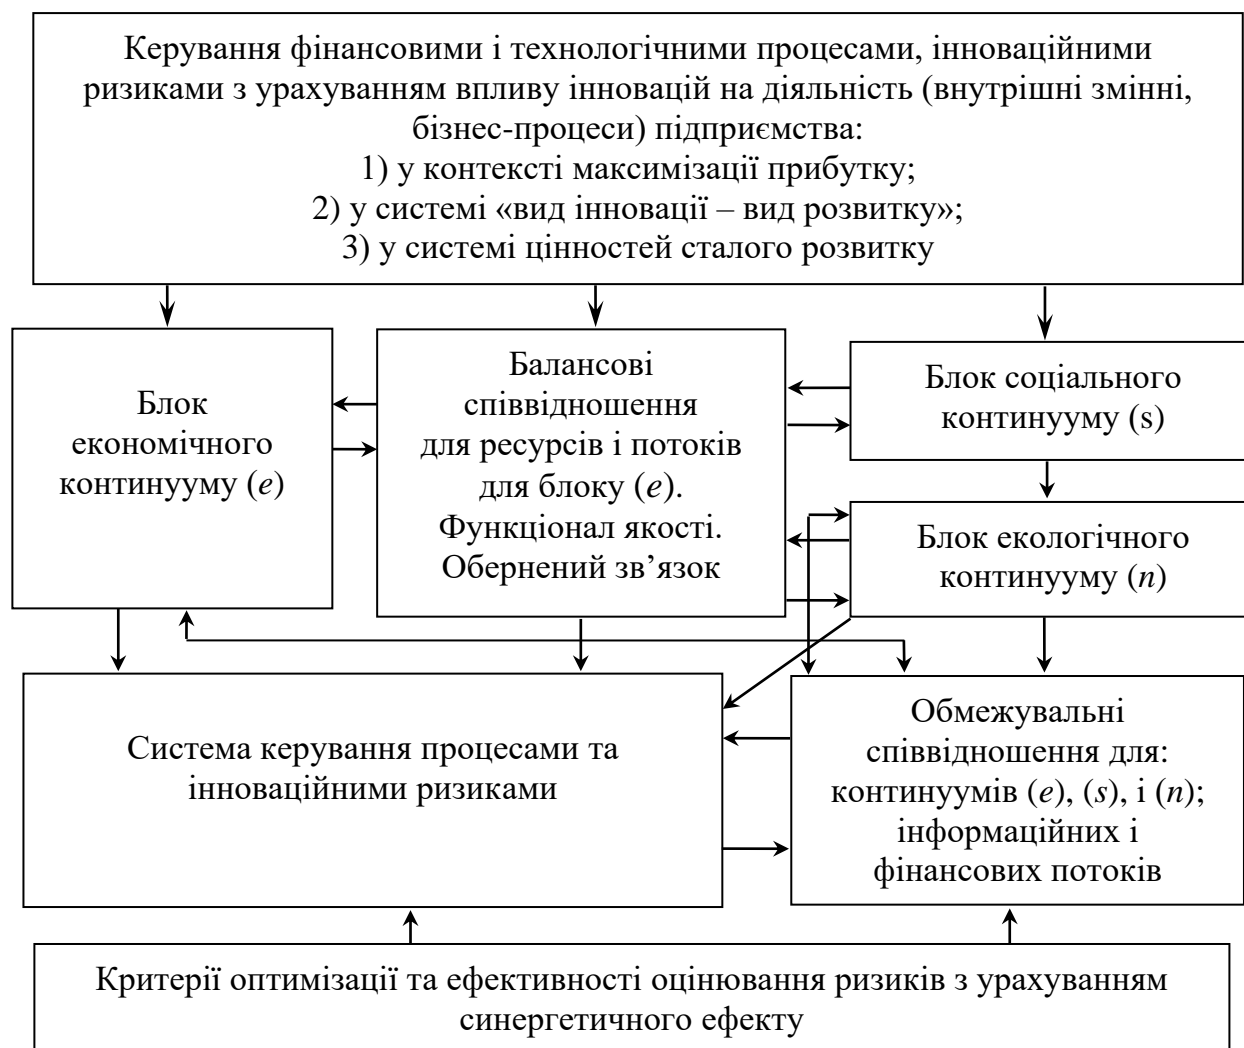 Керування фінансовими і технологічними процесами, інноваційними
ризиками з урахуванням впливу інновацій на діяльність (внутрішні змінні,
бізнес-процеси) підприємства:
1) у контексті максимізації прибутку;
2) у системі «вид інновації – вид розвитку»;
3) у системі цінностей сталого розвитку
Блок
економічного
континууму (e)
Балансові
співвідношення
для ресурсів і потоків
для блоку (e).
Функціонал якості.
Обернений зв’язок
Блок соціального
континууму (s)
Блок екологічного
континууму (n)
Система керування процесами та
інноваційними ризиками
Обмежувальні
співвідношення для:
континуумів (e), (s), і (n);
інформаційних і
фінансових потоків
Критерії оптимізації та ефективності оцінювання ризиків з урахуванням
синергетичного ефекту